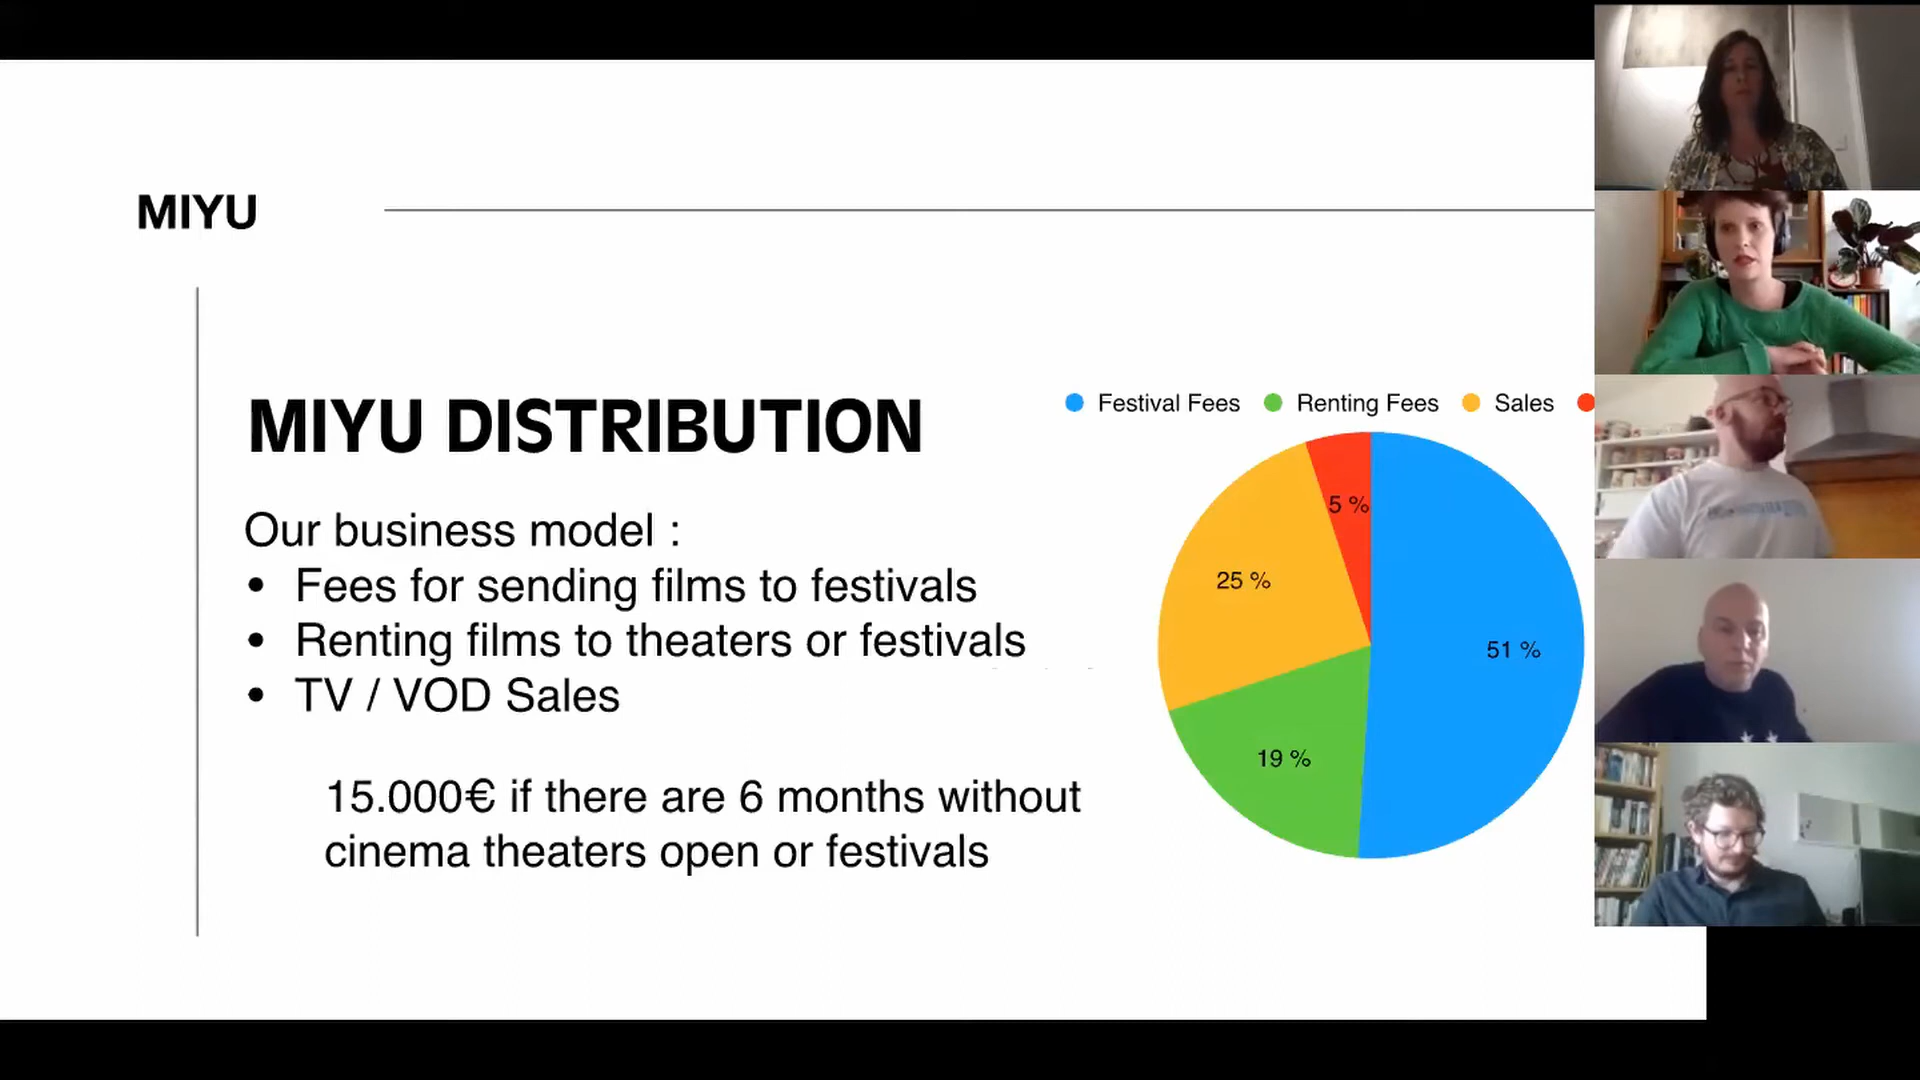 MIYU
MIYU DISTRIBUTION
Our business model :
• Fees for sending films to festivals
• Renting films to theaters or festivals
• TV / VOD Sales
15.000€ if there are 6 months without
cinema theaters open or festivals
Festival Fees Renting Fees Sales
5 %
25 %
51 %
19 %